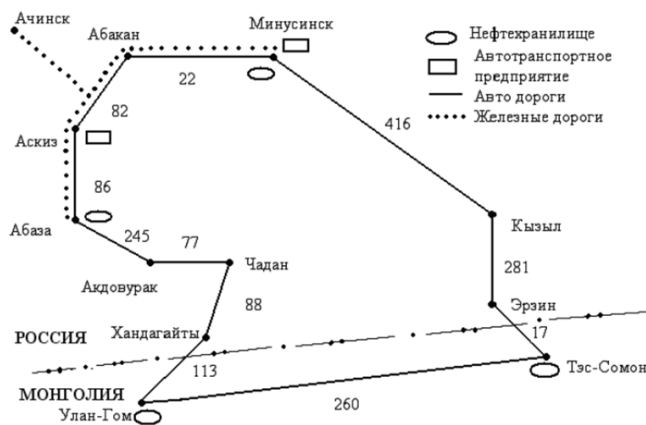 Ачинск
Абакан
Минусинск
Нефтехранилище
Автотранспортное
предприятие
Авто дороги
Железные дороги
22
82
416
Аскиз
86
Абаза
245
77
Кызыл
Чадан
281
Акдовурак
88
Эрзин
Хандагайты
РОССИЯ
17
113
Тэс-Сомон
МОНГОЛИЯ
Улан-Гом
260